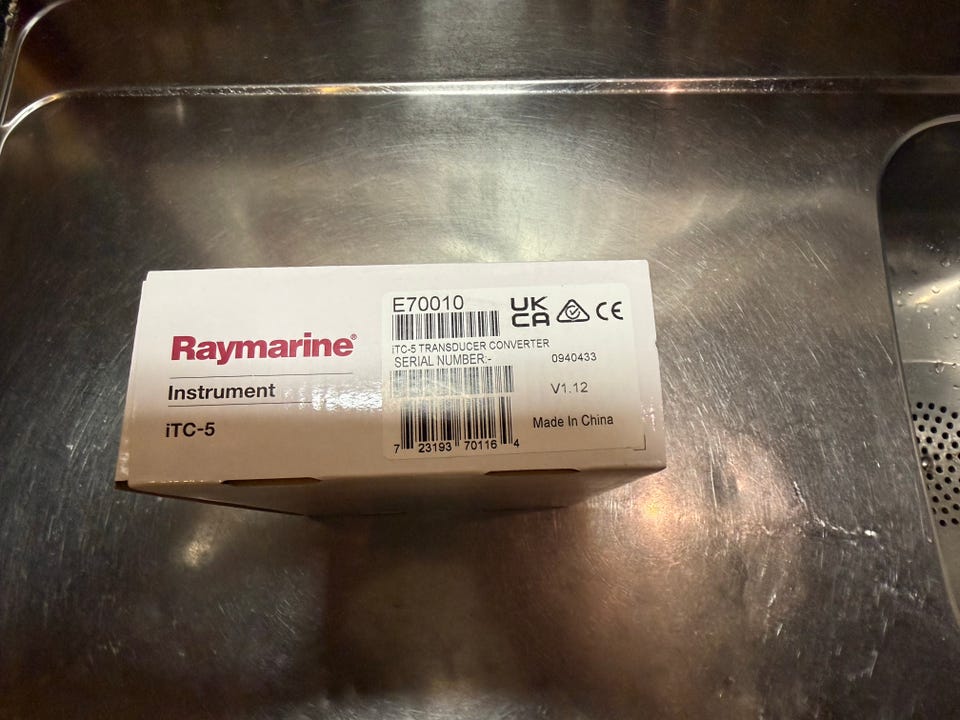 Raymarine®
Instrument
iTC-5
E70010
UK
CA
CE
iTC-5 TRANSDUCER CONVERTER
SERIAL NUMBER:- 0940433
V1.12
Made In China
7 23193 70116 4